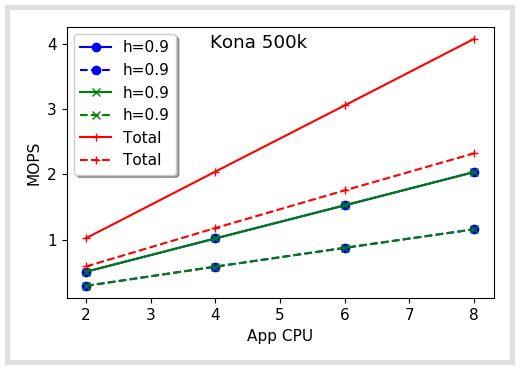 Kona 500k
h=0.9
h=0.9
h=0.9
h=0.9
Total
Total
MOPS
4
3
2
1
2 3 4 5 6 7 8
App CPU